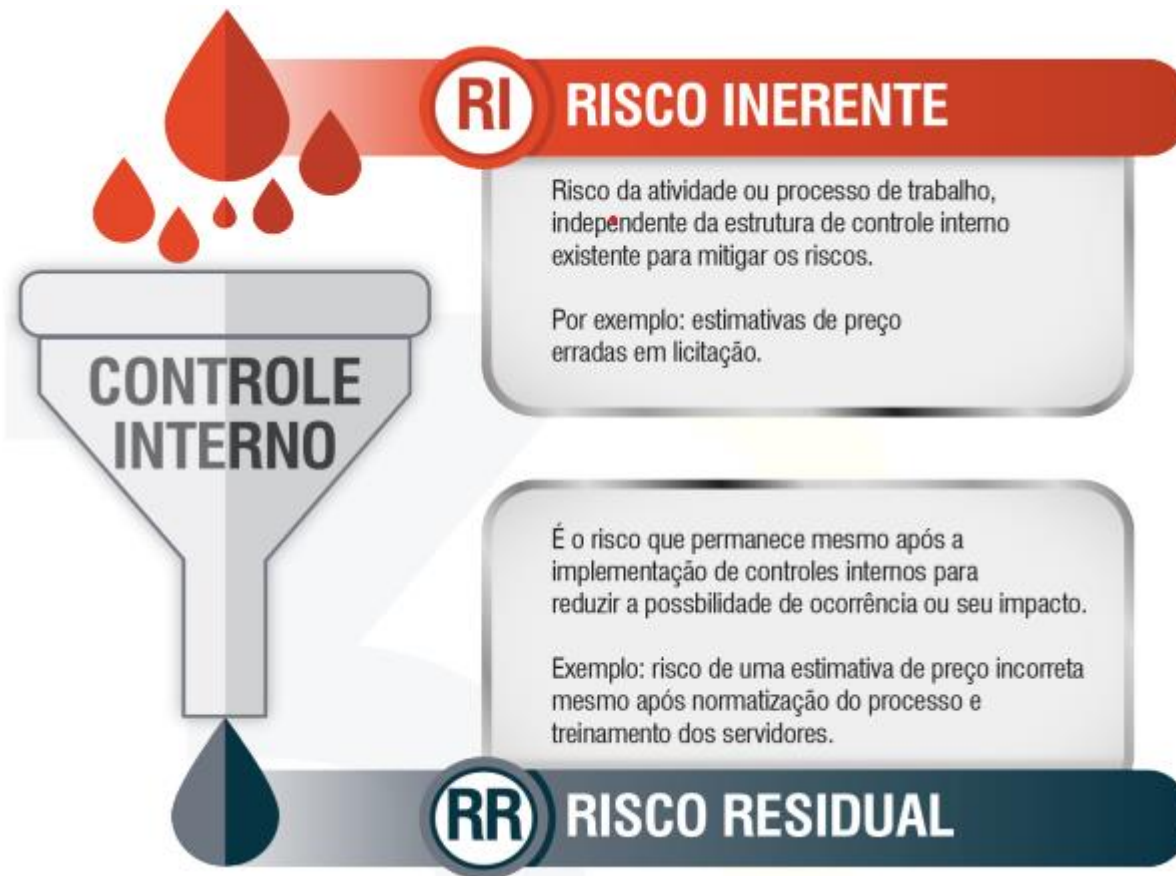 RI RISCO INERENTE
Risco da atividade ou processo de trabalho,
independente da estrutura de controle interno
existente para mitigar os riscos.
Por exemplo: estimativas de preço
erradas em licitação.
CONTROLE
INTERNO
É o risco que permanece mesmo após a
implementação de controles internos para
reduzir a possbilidade de ocorrência ou seu impacto.
Exemplo: risco de uma estimativa de preço incorreta
mesmo após normatização do processo e
treinamento dos servidores.
RR RISCO RESIDUAL